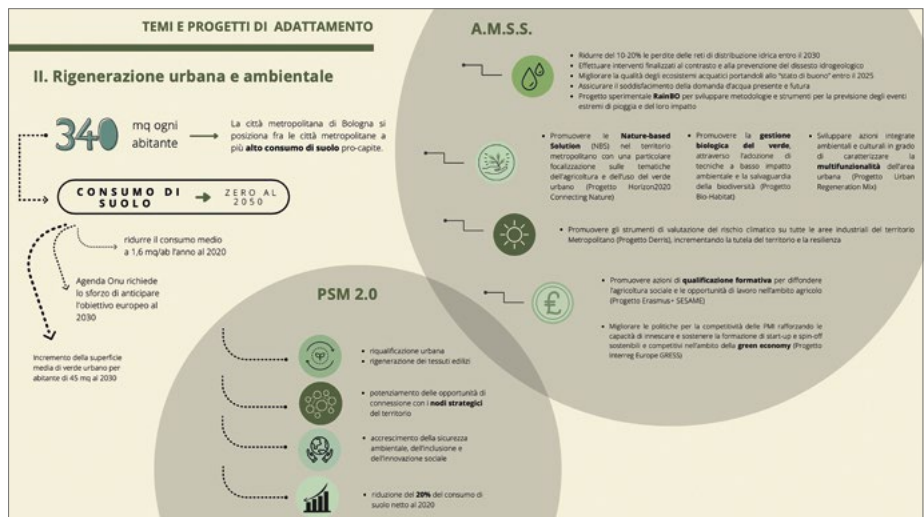 TEMI E PROGETTI DI ADATTAMENTO
II. Rigenerazione urbana e ambientale
340
mq ogni
abitante
La città metropolitana di Bologna si
posiziona fra le città metropolitane a
più alto consumo di suolo pro-capite.
CONSUMO DI
SUOLO
ZERO AL
2050
ridurre il consumo medio
a 1,6 mq/ab l'anno al 2020
Agenda Onu richiede
lo sforzo di anticipare
l'obiettivo europeo al
2030
Incremento della superficie
media di verde urbano per
abitante di 45 mq al 2030
PSM 2.0
riqualificazione urbana
rigenerazione dei tessuti edilizi
potenziamento delle opportunità di
connessione con i nodi strategici
del territorio
accrescimento della sicurezza
ambientale, dell'inclusione e
dell'innovazione sociale
riduzione del 20% del consumo di
suolo netto al 2020
A.M.S.S.
Ridurre del 10-20% le perdite delle reti di distribuzione idrica entro il 2030
Effettuare interventi finalizzati al contrasto e alla prevenzione del dissesto idrogeologico
Migliorare la qualità degli ecosistemi acquatici portandoli allo "stato di buono" entro il 2025
Assicurare il soddisfacimento della domanda d'acqua presente e futura
Progetto sperimentale RainBO per sviluppare metodologie e strumenti per la previsione degli eventi
estremi di pioggia e del loro impatto
Promuovere le Nature-based
Solution (NBS) nel territorio
metropolitano con una particolare
focalizzazione sulle tematiche
dell'agricoltura e dell'uso del verde
urbano (Progetto Horizon2020
Connecting Nature)
Promuovere la gestione
biologica del verde,
attraverso l'adozione di
tecniche a basso impatto
ambientale e la salvaguardia
della biodiversità (Progetto
Bio-Habitat)
Sviluppare azioni integrate
ambientali e culturali in grado
di caratterizzare la
multifunzionalità dell'area
urbana (Progetto Urban
Regeneration Mix)
Promuovere gli strumenti di valutazione del rischio climatico su tutte le aree industriali del territorio
Metropolitano (Progetto Derris), incrementando la tutela del territorio e la resilienza
Promuovere azioni di qualificazione formativa per diffondere
l'agricoltura sociale e le opportunità di lavoro nell'ambito agricolo
(Progetto Erasmus+ SESAME)
Migliorare le politiche per la competitività delle PMI rafforzando le
capacità di innescare e sostenere la formazione di start-up e spin-off
sostenibili e competitivi nell'ambito della green economy (Progetto
Interreg Europe GRESS)